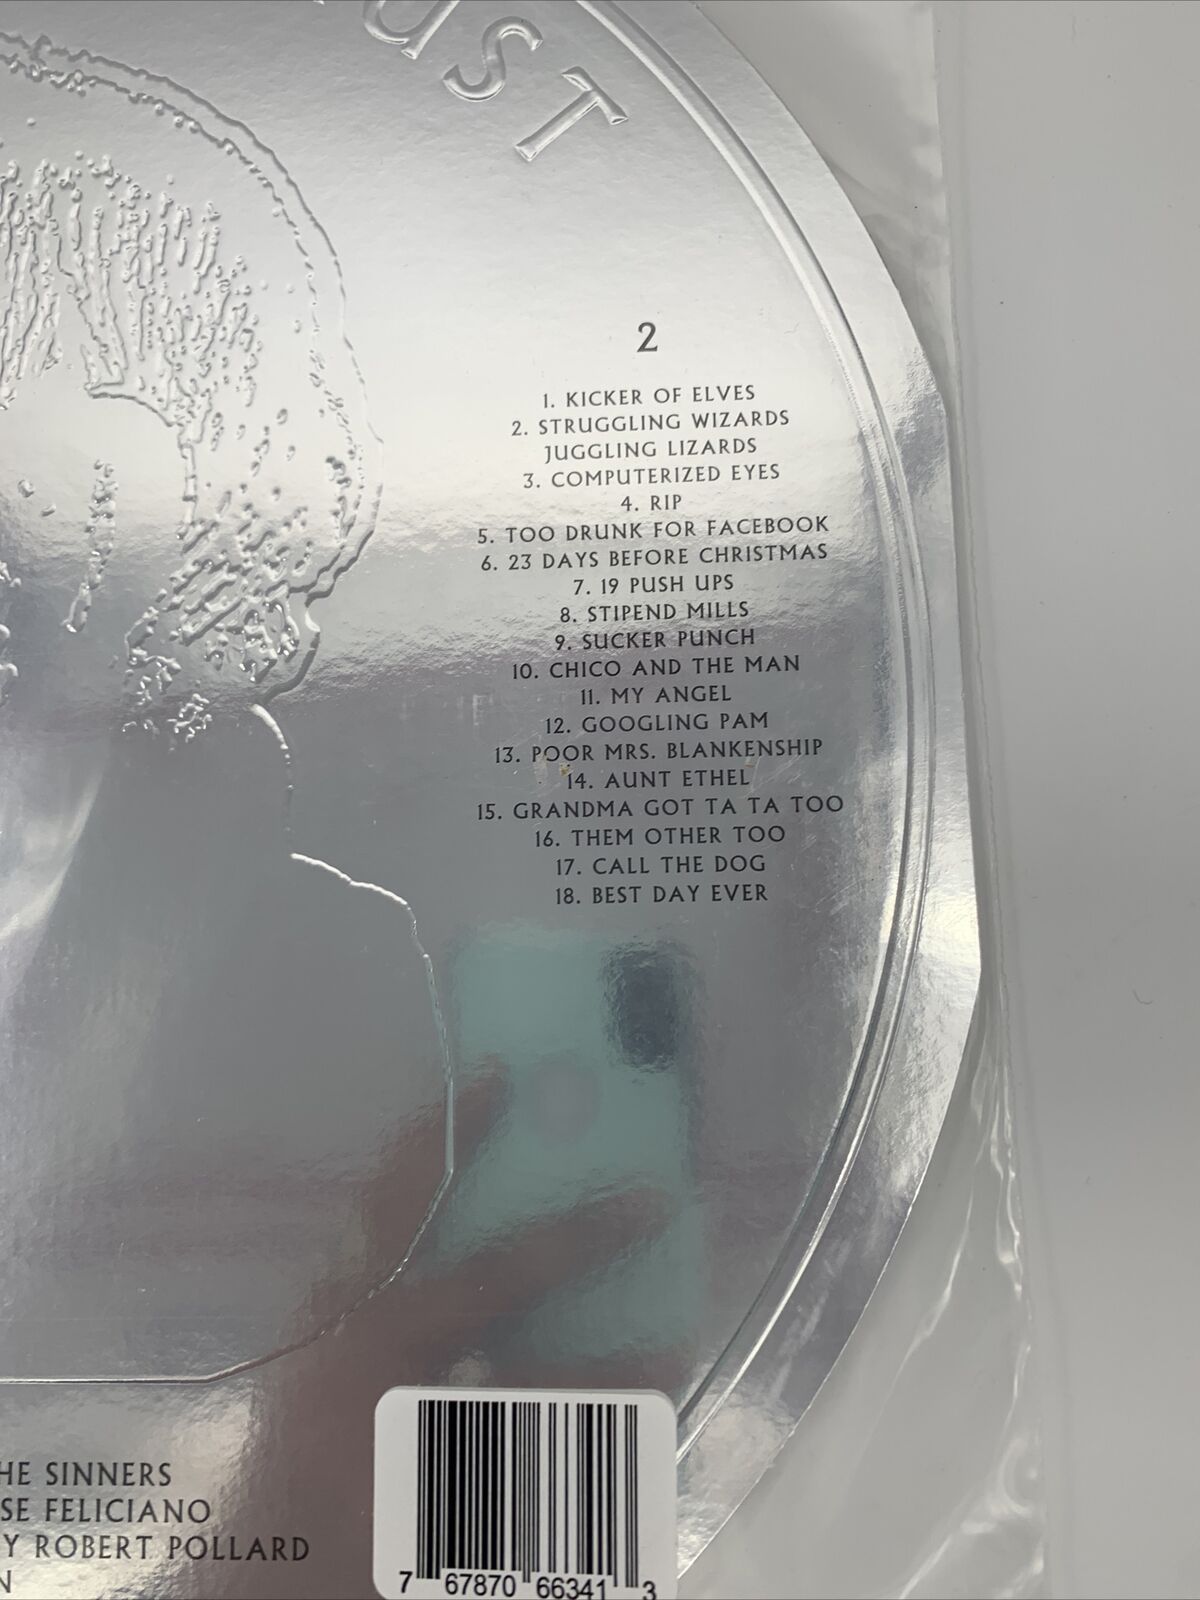 UST
2
1. KICKER OF ELVES
2. STRUGGLING WIZARDS
JUGGLING LIZARDS
3. COMPUTERIZED EYES
4. RIP
5. TOO DRUNK FOR FACEBOOK
6. 23 DAYS BEFORE CHRISTMAS
7. 19 PUSH UPS
8. STIPEND MILLS
9. SUCKER PUNCH
10. CHICO AND THE MAN
11. MY ANGEL
12. GOOGLING PAM
13. POOR MRS. BLANKENSHIP
14. AUNT ETHEL
15. GRANDMA GOT TA TA TOO
16. THEM OTHER TOO
17. CALL THE DOG
18. BEST DAY EVER
HE SINNERS
SE FELICIANO
Y ROBERT POLLARD
N
7 67870 66341 3